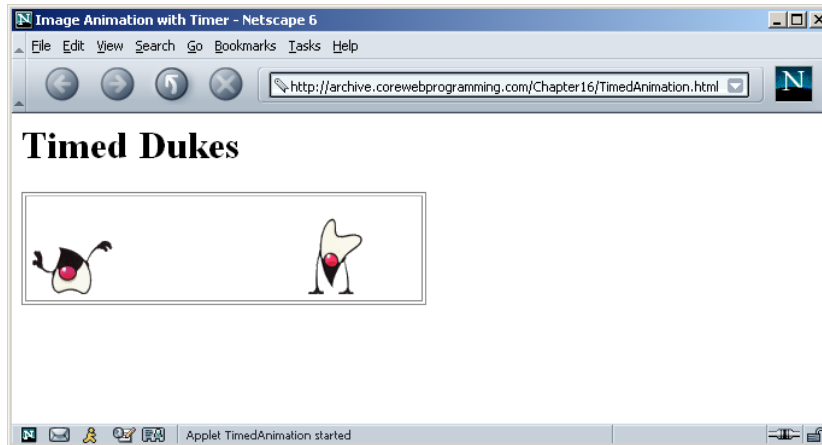 Image Animation with Timer - Netscape 6
File Edit View Search Go Bookmarks Tasks Help
http://archive.corewebprogramming.com/Chapter16/TimedAnimation.html
N
Timed Dukes
Applet TimedAnimation started